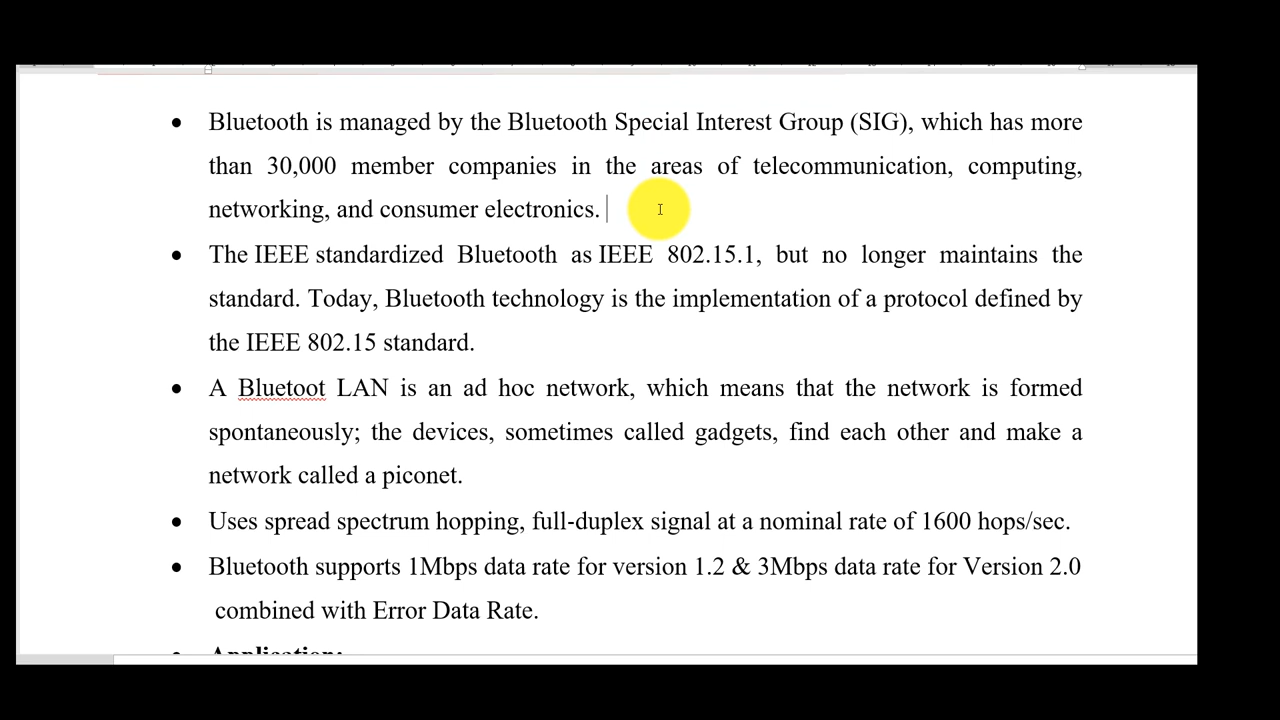 • Bluetooth is managed by the Bluetooth Special Interest Group (SIG), which has more
than 30,000 member companies in the areas of telecommunication, computing,
networking, and consumer electronics.
• The IEEE standardized Bluetooth as IEEE 802.15.1, but no longer maintains the
standard. Today, Bluetooth technology is the implementation of a protocol defined by
the IEEE 802.15 standard.
• A Bluetoot LAN is an ad hoc network, which means that the network is formed
spontaneously; the devices, sometimes called gadgets, find each other and make a
network called a piconet.
• Uses spread spectrum hopping, full-duplex signal at a nominal rate of 1600 hops/sec.
• Bluetooth supports 1Mbps data rate for version 1.2 & 3Mbps data rate for Version 2.0
combined with Error Data Rate.
• Application: